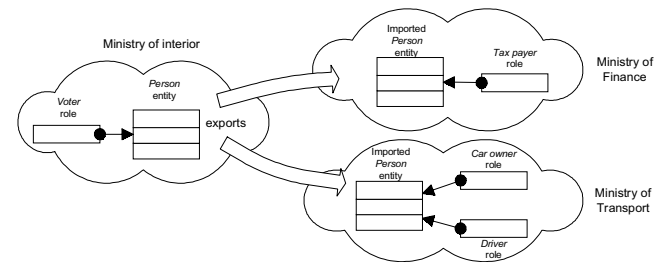 Ministry of interior
Voter
role
Person
entity
exports
Imported
Person
entity
Tax payer
role
Ministry of
Finance
Imported
Person
entity
Car owner
role
Driver
role
Ministry of
Transport